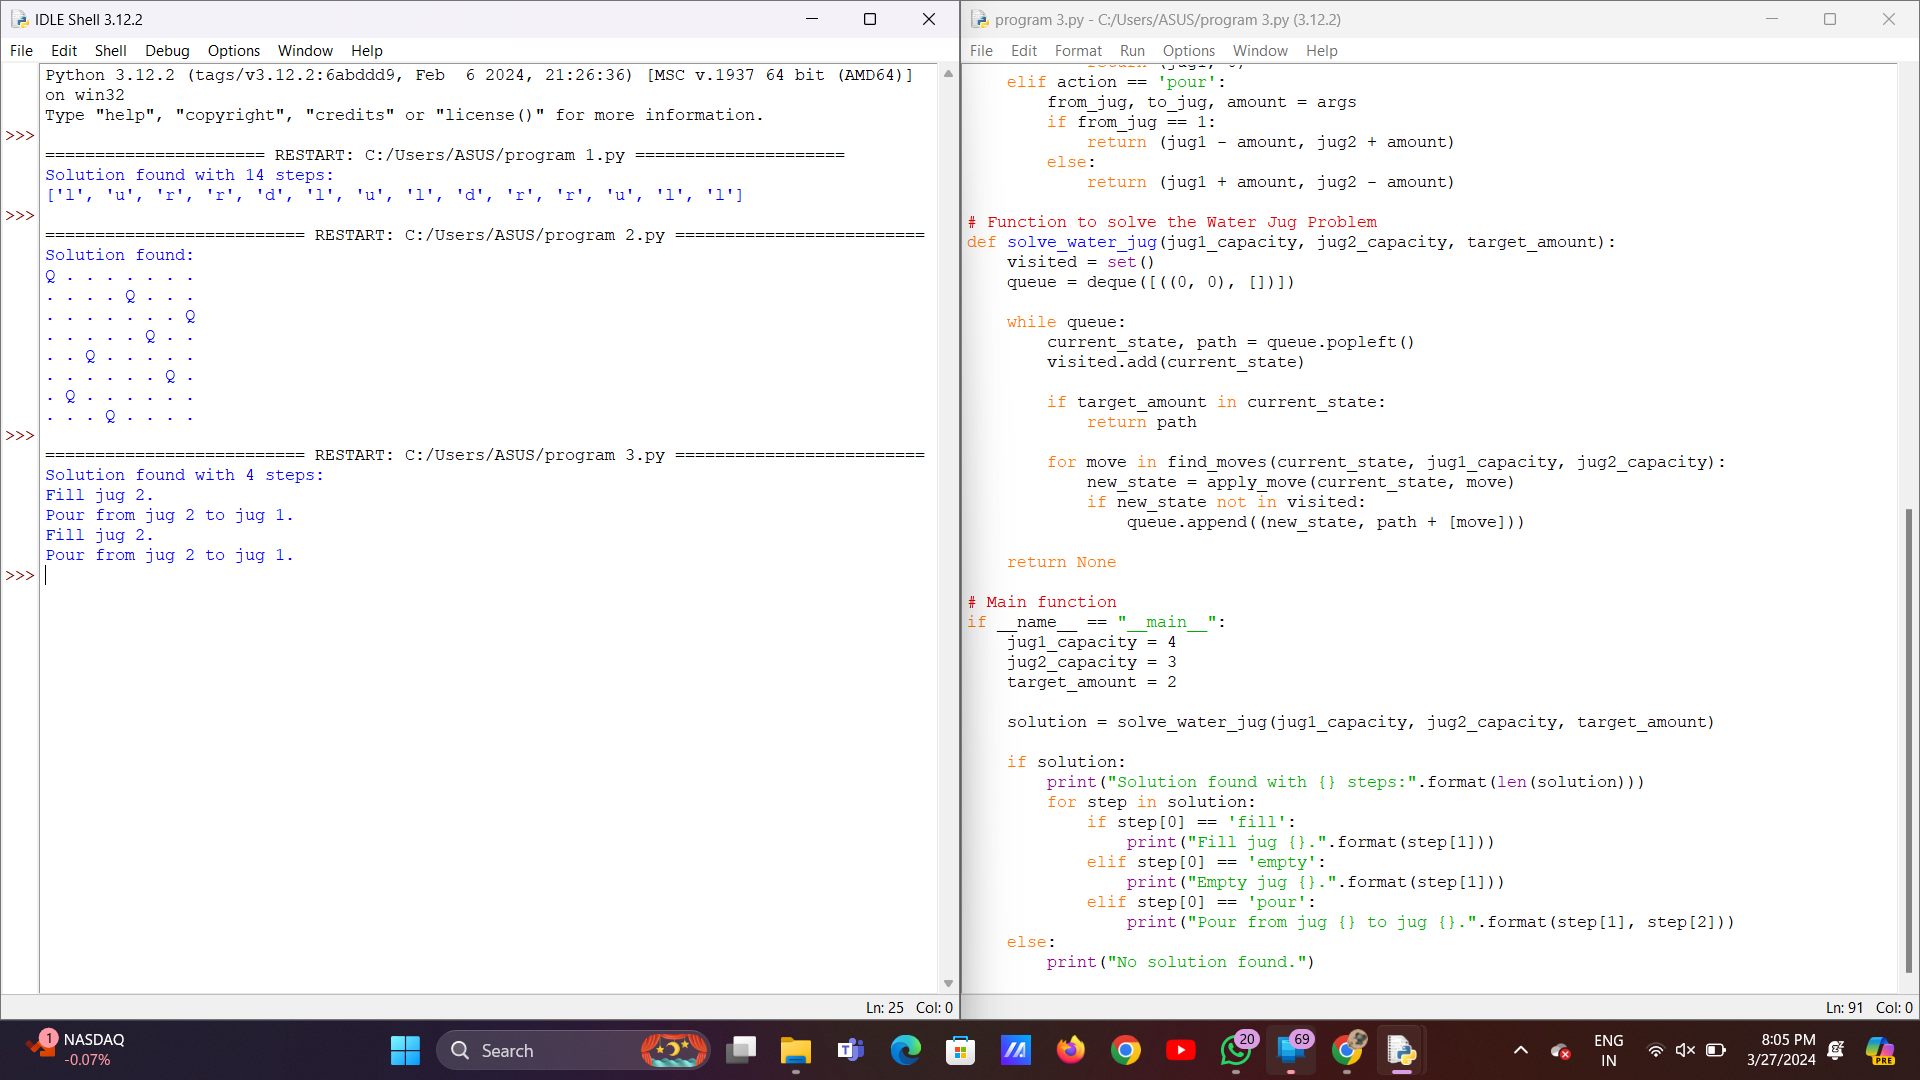 IDLE Shell 3.12.2
File Edit Shell Debug Options Window Help
Python 3.12.2 (tags/v3.12.2:6abddd9, Feb  6 2024, 21:26:36) [MSC v.1937 64 bit (AMD64)]
on win32
Type "help", "copyright", "credits" or "license()" for more information.
>>>
====================== RESTART: C:/Users/ASUS/program 1.py =====================
Solution found with 14 steps:
['l', 'u', 'r', 'r', 'd', 'l', 'u', 'l', 'd', 'r', 'r', 'u', 'l', 'l']
>>>
========================== RESTART: C:/Users/ASUS/program 2.py =========================
Solution found:
Q . . . . . . .
. . . . Q . . .
. . . . . . . Q
. . . . . Q . .
. . Q . . . . .
. . . . . . Q .
. Q . . . . . .
. . . Q . . . .
>>>
========================== RESTART: C:/Users/ASUS/program 3.py =========================
Solution found with 4 steps:
Fill jug 2.
Pour from jug 2 to jug 1.
Fill jug 2.
Pour from jug 2 to jug 1.
>>>
Ln: 25 Col: 0
program 3.py - C:/Users/ASUS/program 3.py (3.12.2)
File Edit Format Run Options Window Help
            return (jug1, 0)
    elif action == 'pour':
        from_jug, to_jug, amount = args
        if from_jug == 1:
            return (jug1 - amount, jug2 + amount)
        else:
            return (jug1 + amount, jug2 - amount)
# Function to solve the Water Jug Problem
def solve_water_jug(jug1_capacity, jug2_capacity, target_amount):
    visited = set()
    queue = deque([((0, 0), [])])
    while queue:
        current_state, path = queue.popleft()
        visited.add(current_state)
        if target_amount in current_state:
            return path
        for move in find_moves(current_state, jug1_capacity, jug2_capacity):
            new_state = apply_move(current_state, move)
            if new_state not in visited:
                queue.append((new_state, path + [move]))
    return None
# Main function
if __name__ == "__main__":
    jug1_capacity = 4
    jug2_capacity = 3
    target_amount = 2
    solution = solve_water_jug(jug1_capacity, jug2_capacity, target_amount)
    if solution:
        print("Solution found with {} steps:".format(len(solution)))
        for step in solution:
            if step[0] == 'fill':
                print("Fill jug {}.".format(step[1]))
            elif step[0] == 'empty':
                print("Empty jug {}.".format(step[1]))
            elif step[0] == 'pour':
                print("Pour from jug {} to jug {}.".format(step[1], step[2]))
    else:
        print("No solution found.")
Ln: 91 Col: 0
1
NASDAQ
-0.07%
Search
20
69
ENG
IN
8:05 PM
3/27/2024
PRE